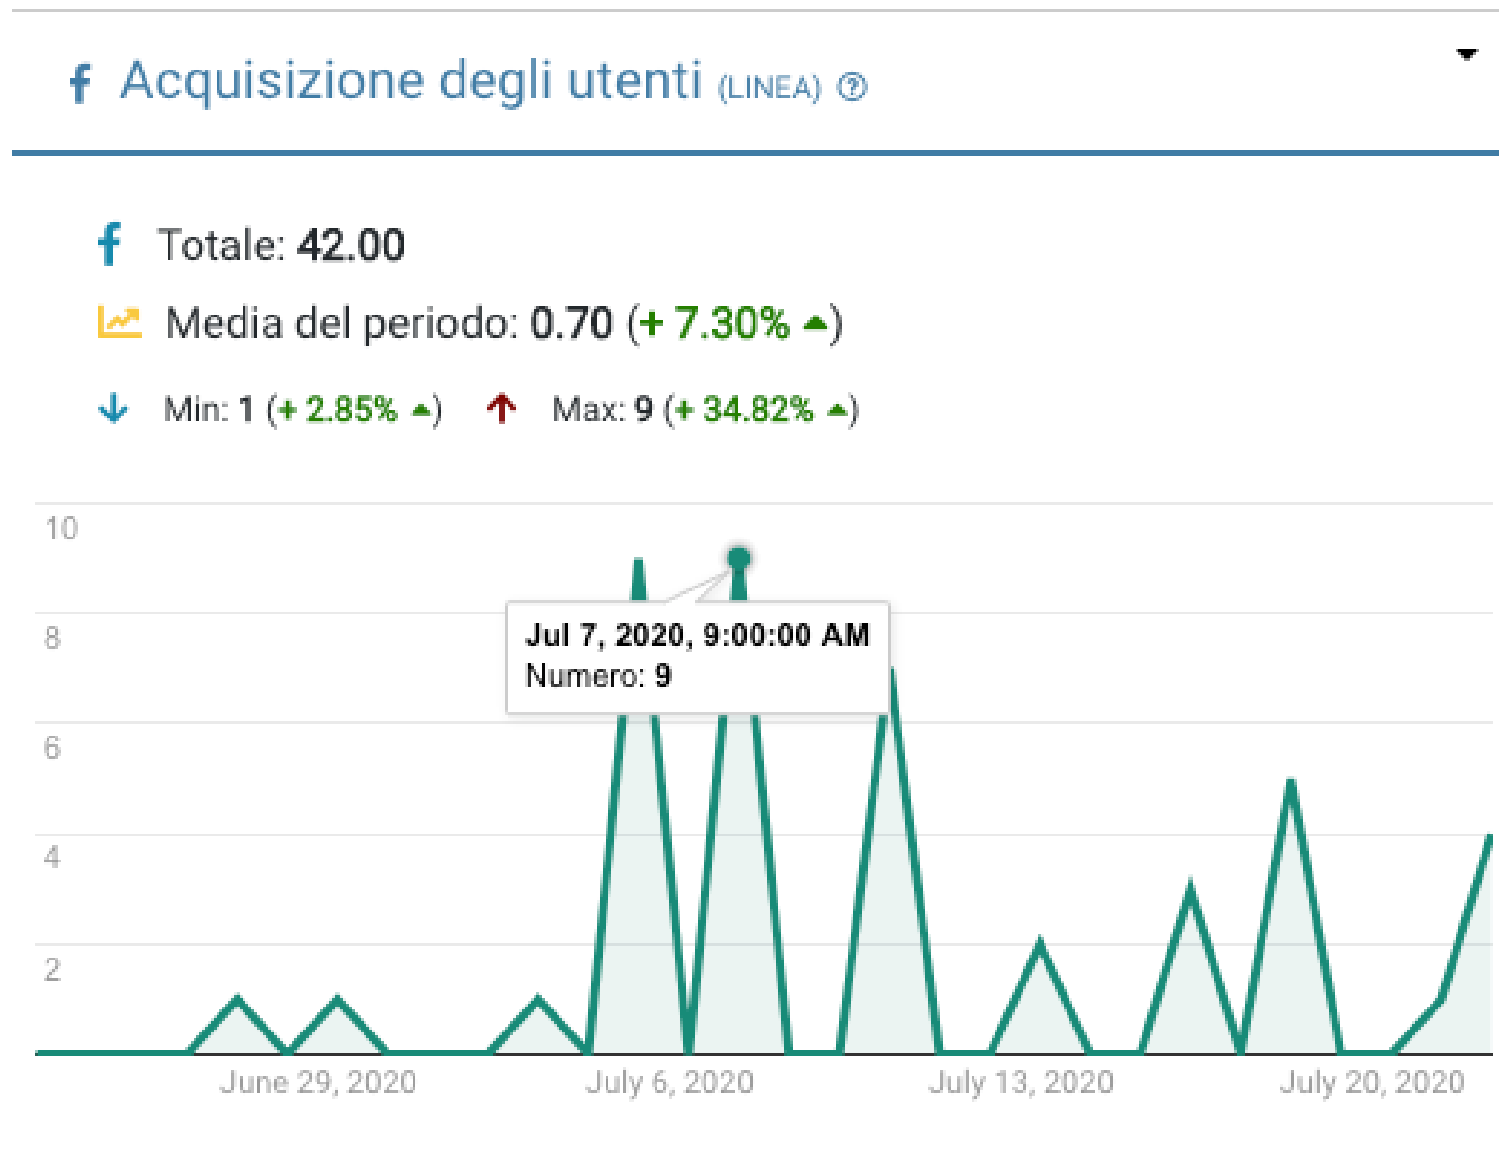 Acquisizione degli utenti (LINEA) ?
Totale: 42.00
Media del periodo: 0.70 (+ 7.30% ▲)
Min: 1 (+ 2.85% ▲) Max: 9 (+ 34.82% ▲)
10
8
6
4
2
Jul 7, 2020, 9:00:00 AM
Numero: 9
June 29, 2020 July 6, 2020 July 13, 2020 July 20, 2020